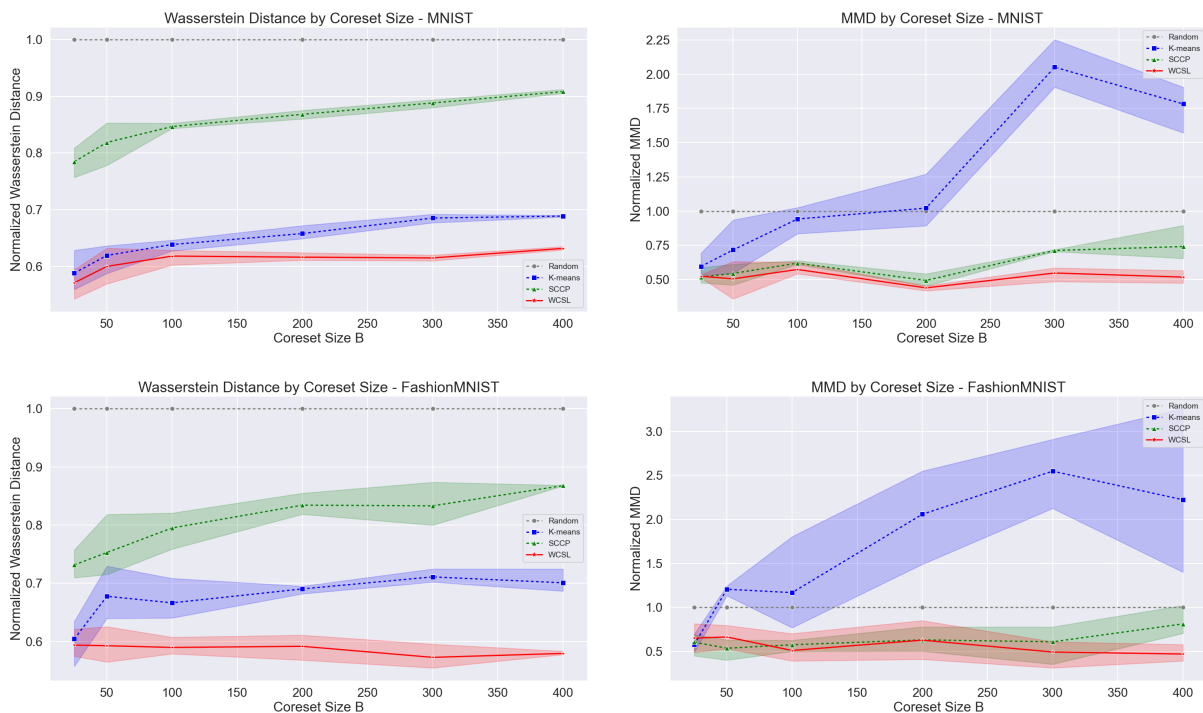 Wasserstein Distance by Coreset Size - MNIST
Normalized Wasserstein Distance
1.0
0.9
0.8
0.7
0.6
Random
K-means
SCCP
WCSL
50 100 150 200 250 300 350 400
Coreset Size B
MMD by Coreset Size - MNIST
Normalized MMD
2.25
2.00
1.75
1.50
1.25
1.00
0.75
0.50
Random
K-means
SCCP
WCSL
50 100 150 200 250 300 350 400
Coreset Size B
Wasserstein Distance by Coreset Size - FashionMNIST
Normalized Wasserstein Distance
1.0
0.9
0.8
0.7
0.6
Random
K-means
SCCP
WCSL
50 100 150 200 250 300 350 400
Coreset Size B
MMD by Coreset Size - FashionMNIST
Normalized MMD
3.0
2.5
2.0
1.5
1.0
0.5
Random
K-means
SCCP
WCSL
50 100 150 200 250 300 350 400
Coreset Size B